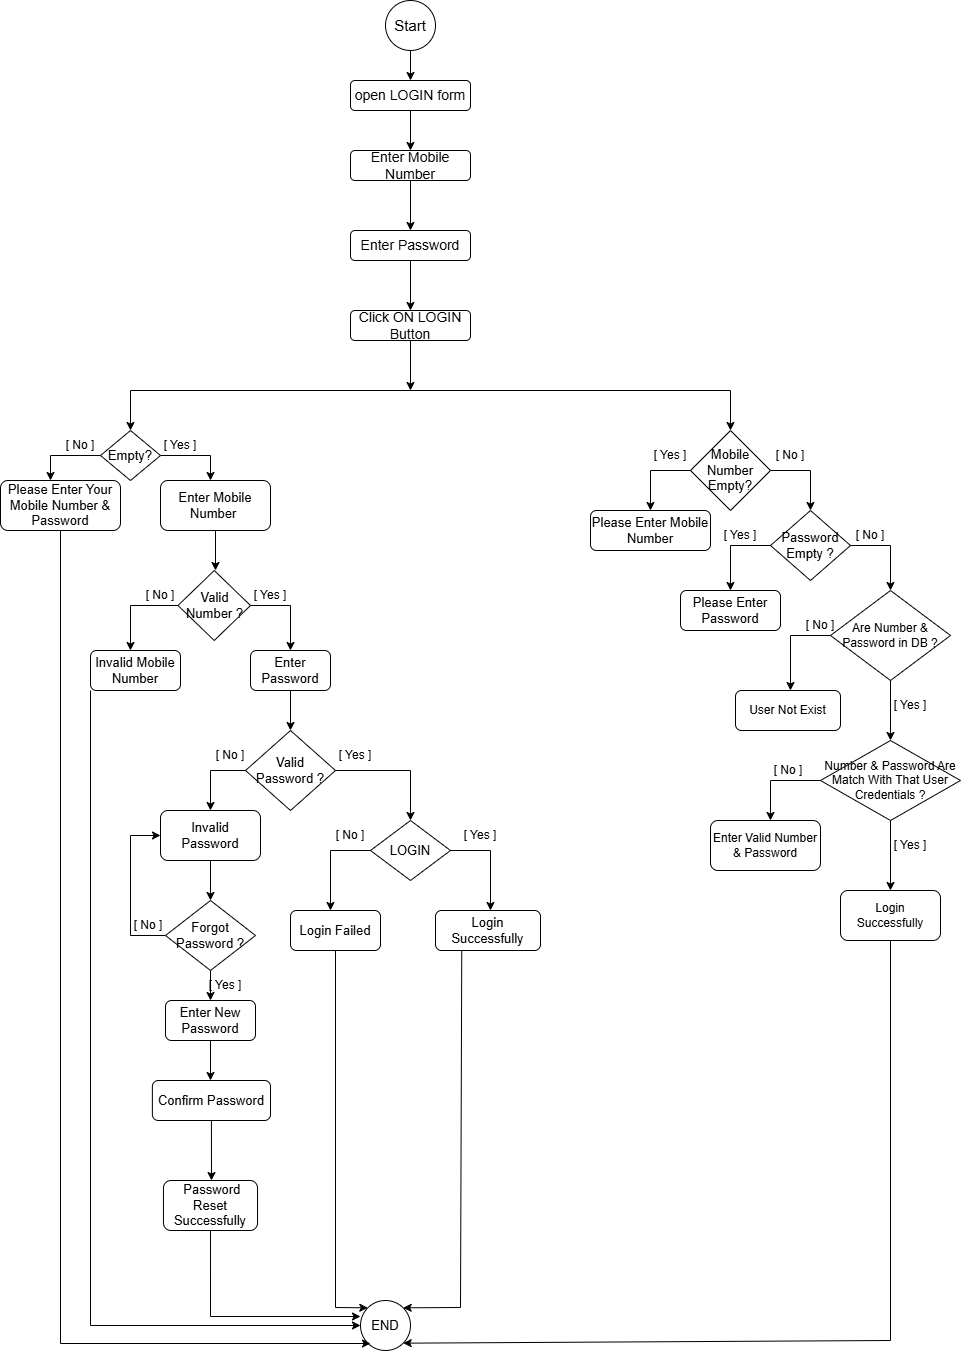 Start
open LOGIN form
Enter Mobile
Number
Enter Password
Click ON LOGIN
Button
[ No ]
Empty?
[ Yes ]
Please Enter Your
Mobile Number &
Password
Enter Mobile
Number
[ No ]
Valid
Number ?
[ Yes ]
Invalid Mobile
Number
Enter
Password
[ No ]
Valid
Password ?
[ Yes ]
Invalid
Password
[ No ]
LOGIN
[ Yes ]
[ No ]
Forgot
Password ?
Login Failed
Login
Successfully
[ Yes ]
Enter New
Password
Confirm Password
Password
Reset
Successfully
[ Yes ]
Mobile
Number
Empty?
[ No ]
Please Enter Mobile
Number
[ Yes ]
Password
Empty ?
[ No ]
Please Enter
Password
[ No ]
Are Number &
Password in DB ?
User Not Exist
[ Yes ]
[ No ]
Number & Password Are
Match With That User
Credentials ?
Enter Valid Number
& Password
[ Yes ]
Login
Successfully
END